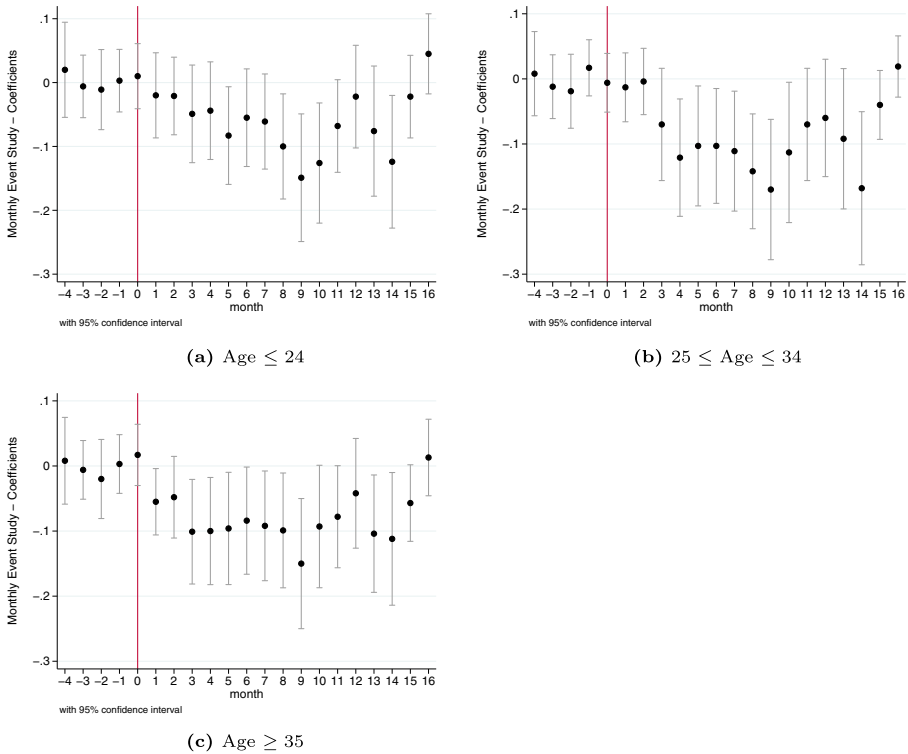 Monthly Event Study – Coefficients
.1
0
–.1
–.2
–.3
–4 –3 –2 –1 0 1 2 3 4 5 6 7 8 9 10 11 12 13 14 15 16
month
with 95% confidence interval
(a) Age ≤ 24
Monthly Event Study – Coefficients
.1
0
–.1
–.2
–.3
–4 –3 –2 –1 0 1 2 3 4 5 6 7 8 9 10 11 12 13 14 15 16
month
with 95% confidence interval
(b) 25 ≤ Age ≤ 34
Monthly Event Study – Coefficients
.1
0
–.1
–.2
–.3
–4 –3 –2 –1 0 1 2 3 4 5 6 7 8 9 10 11 12 13 14 15 16
month
with 95% confidence interval
(c) Age ≥ 35